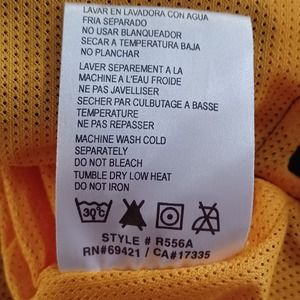 LAVAR EN LAVADORA CON AGUA
FRIA SEPARADO
NO USAR BLANQUEADOR
SECAR A TEMPERATURA BAJA
NO PLANCHAR
LAVER SEPAREMENT A LA
MACHINE A L'EAU FROIDE
NE PAS JAVELLISER
SECHER PAR CULBUTAGE A BASSE
TEMPERATURE
NE PAS REPASSER
MACHINE WASH COLD
SEPARATELY
DO NOT BLEACH
TUMBLE DRY LOW HEAT
DO NOT IRON
30°C
STYLE # R556A
RN#69421 / CA#17335